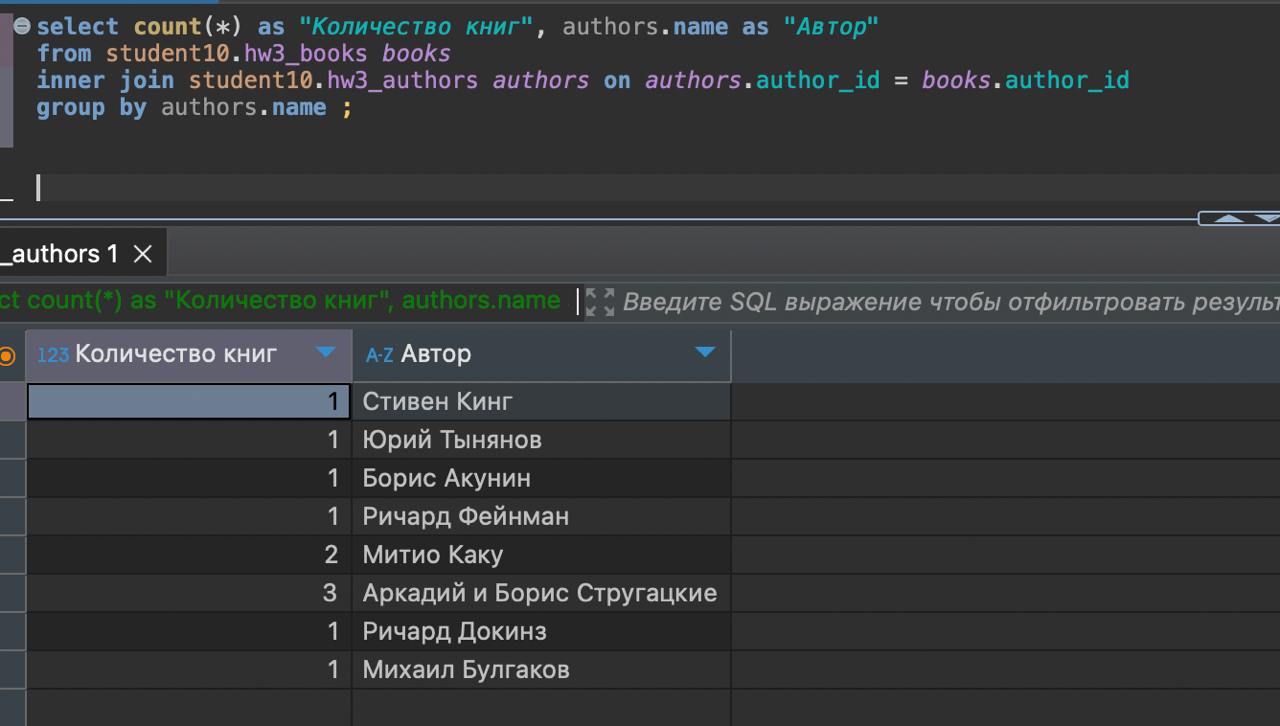 select count(*) as "Количество книг", authors.name as "Автор"
from student10.hw3_books books
inner join student10.hw3_authors authors on authors.author_id = books.author_id
group by authors.name ;
_authors 1
ct count(*) as "Количество книг", authors.name
Введите SQL выражение чтобы отфильтровать резуль
123 Количество книг A-Z Автор
1 Стивен Кинг
1 Юрий Тынянов
1 Борис Акунин
1 Ричард Фейнман
2 Митио Каку
3 Аркадий и Борис Стругацкие
1 Ричард Докинз
1 Михаил Булгаков